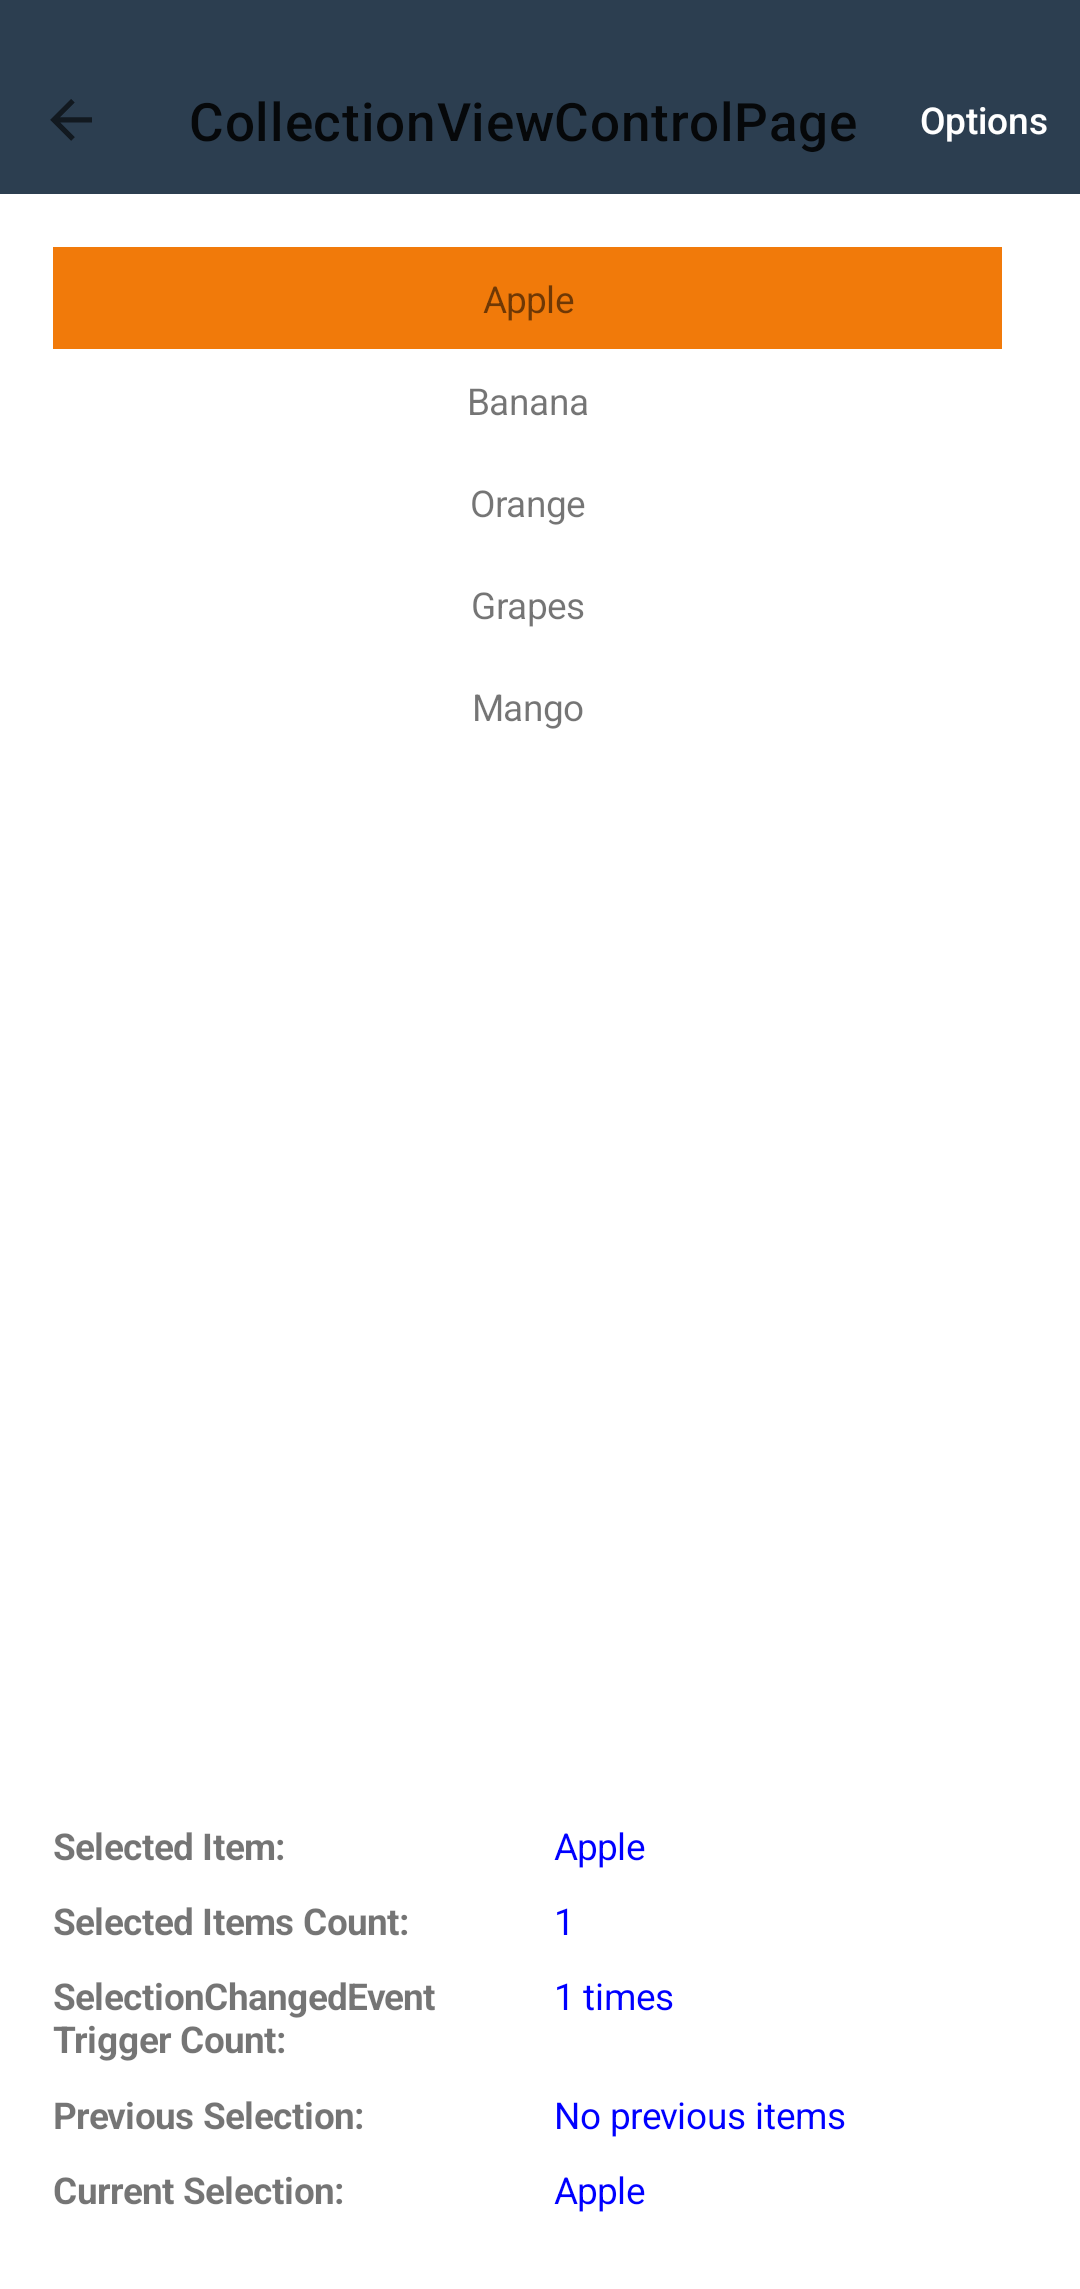 CollectionViewControlPage Options
Apple
Banana
Orange
Grapes
Mango
Selected Item: Apple
Selected Items Count: 1
SelectionChangedEvent 1 times
Trigger Count:
Previous Selection: No previous items
Current Selection: Apple